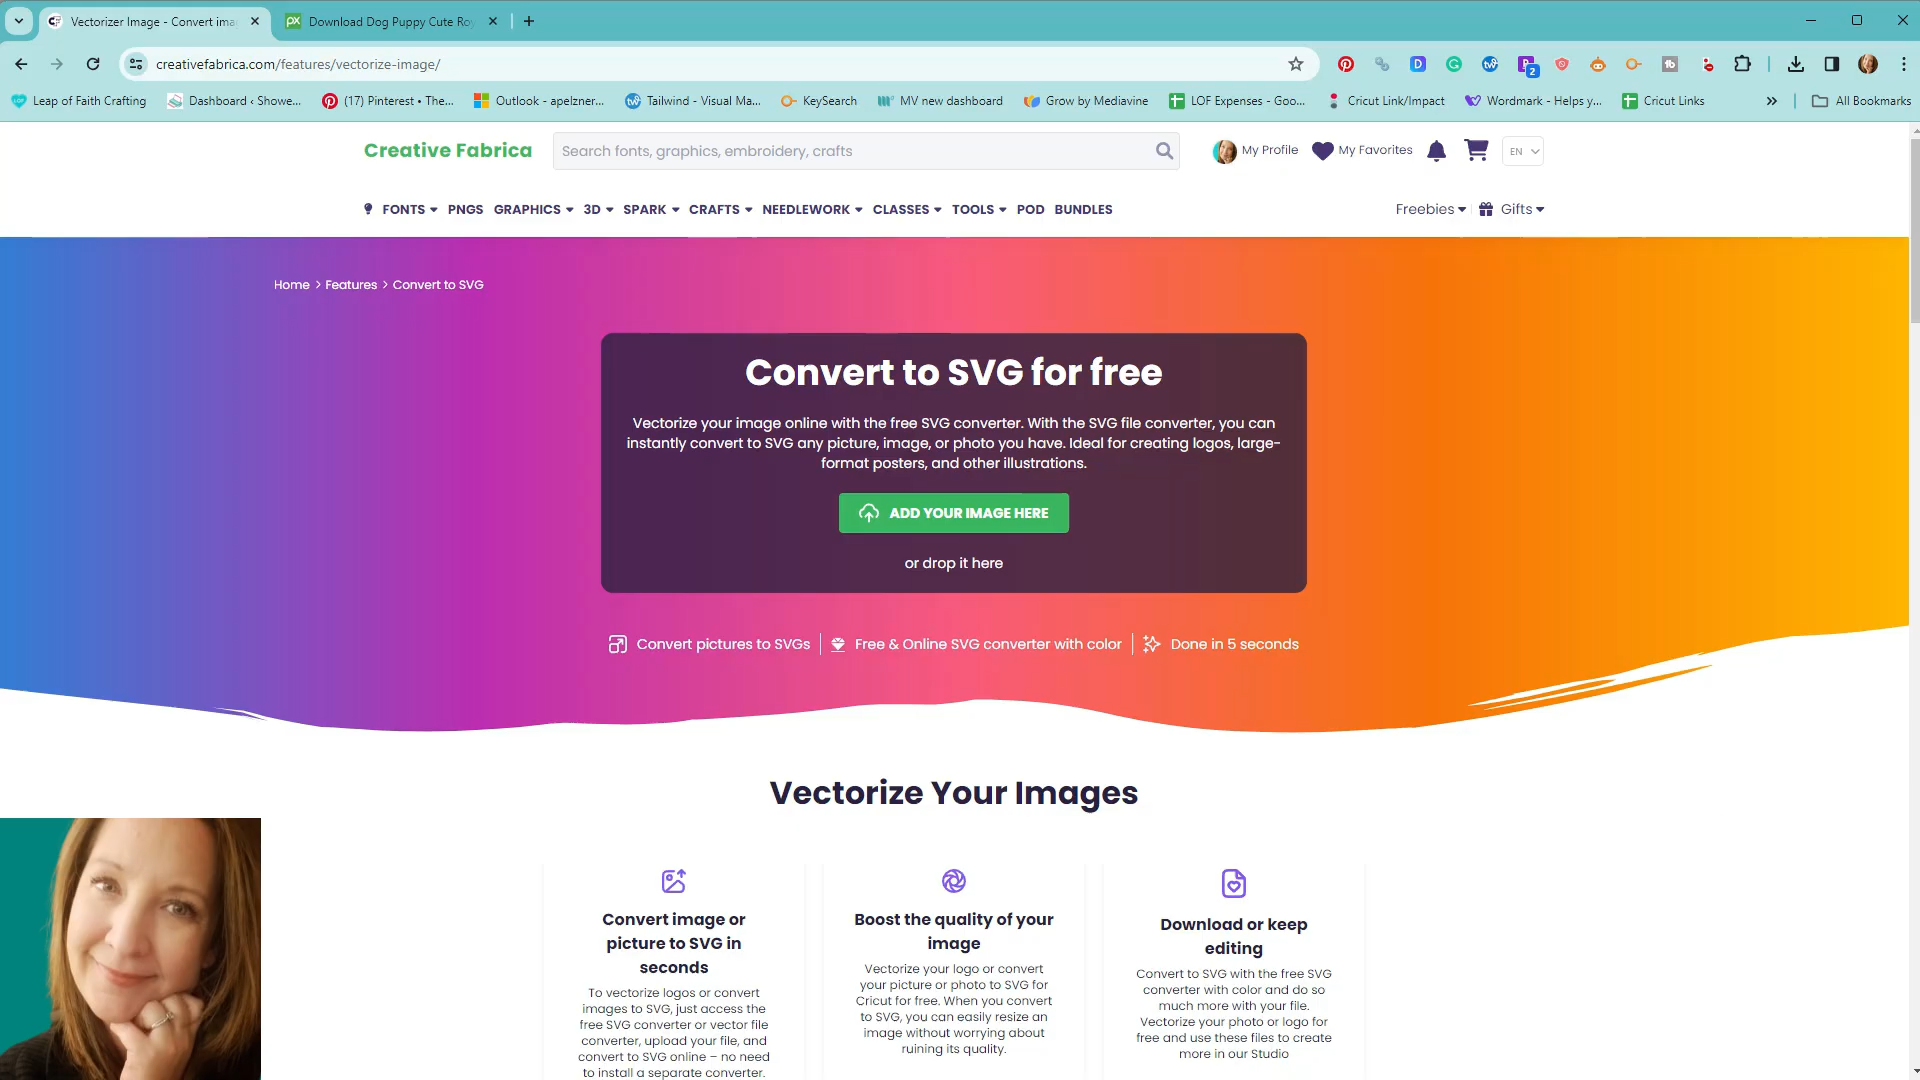 Vectorizer Image - Convert ima
Download Dog Puppy Cute Ro
creativefabrica.com/features/vectorize-image/
Leap of Faith Crafting
Dashboard ‹ Showe...
(17) Pinterest • The...
Outlook - apelzner...
Tailwind - Visual Ma...
KeySearch
MV new dashboard
Grow by Mediavine
LOF Expenses - Goo...
Cricut Link/Impact
Wordmark - Helps y...
Cricut Links
All Bookmarks
Creative Fabrica
Search fonts, graphics, embroidery, crafts
My Profile
My Favorites
EN
FONTS PNGS GRAPHICS 3D SPARK CRAFTS NEEDLEWORK CLASSES TOOLS POD BUNDLES
Freebies
Gifts
Home > Features > Convert to SVG
Convert to SVG for free
Vectorize your image online with the free SVG converter. With the SVG file converter, you can
instantly convert to SVG any picture, image, or photo you have. Ideal for creating logos, large-
format posters, and other illustrations.
ADD YOUR IMAGE HERE
or drop it here
Convert pictures to SVGs
Free & Online SVG converter with color
Done in 5 seconds
Vectorize Your Images
Convert image or
picture to SVG in
seconds
To vectorize logos or convert
images to SVG, just access the
free SVG converter or vector file
converter, upload your file, and
convert to SVG online – no need
to install a separate converter.
Boost the quality of your
image
Vectorize your logo or convert
your picture or photo to SVG for
Cricut for free. When you convert
to SVG, you can easily resize an
image without worrying about
ruining its quality.
Download or keep
editing
Convert to SVG with the free SVG
converter with color and do so
much more with your file.
Vectorize your photo or logo for
free and use these files to create
more in our Studio